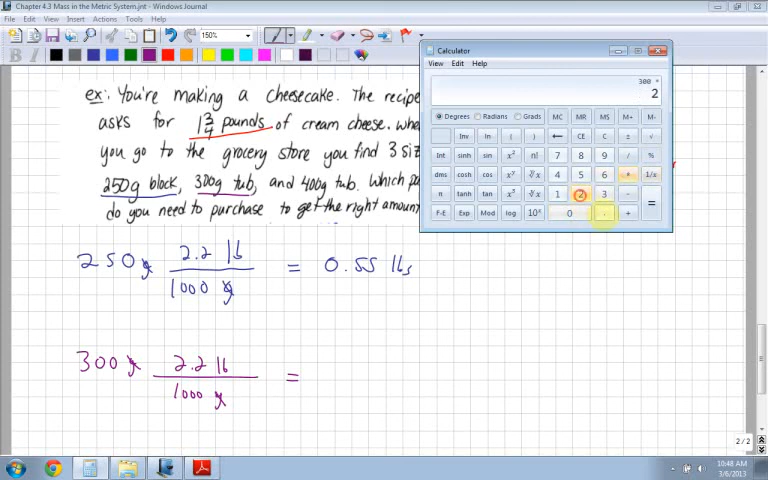 Chapter 4.3 Mass in the Metric System.jnt - Windows Journal
File Edit View Insert Actions Tools Help
150%
B I
ex: You're making a cheesecake. The recipe
asks for 1 3/4 pounds of cream cheese. Whe
you go to the grocery store you find 3 siz
250g block, 300g tub, and 400g tub. Which pa
do you need to purchase to get the right amount
250g 2.2 lb / 1000 g = 0.55 lbs
300g 2.2 lb / 1000 g =
Calculator
View Edit Help
300 *
2
Degrees Radians Grads MC MR MS M+ M-
Inv ln ( ) ← CE C ± √
Int sinh sin x² n! 7 8 9 / %
dms cosh cos xʸ ʸ√x 4 5 6 * 1/x
π tanh tan x³ ³√x 1 2 3 - =
F-E Exp Mod log 10ˣ 0 . +
2 / 2
10:48 AM
3/6/2013